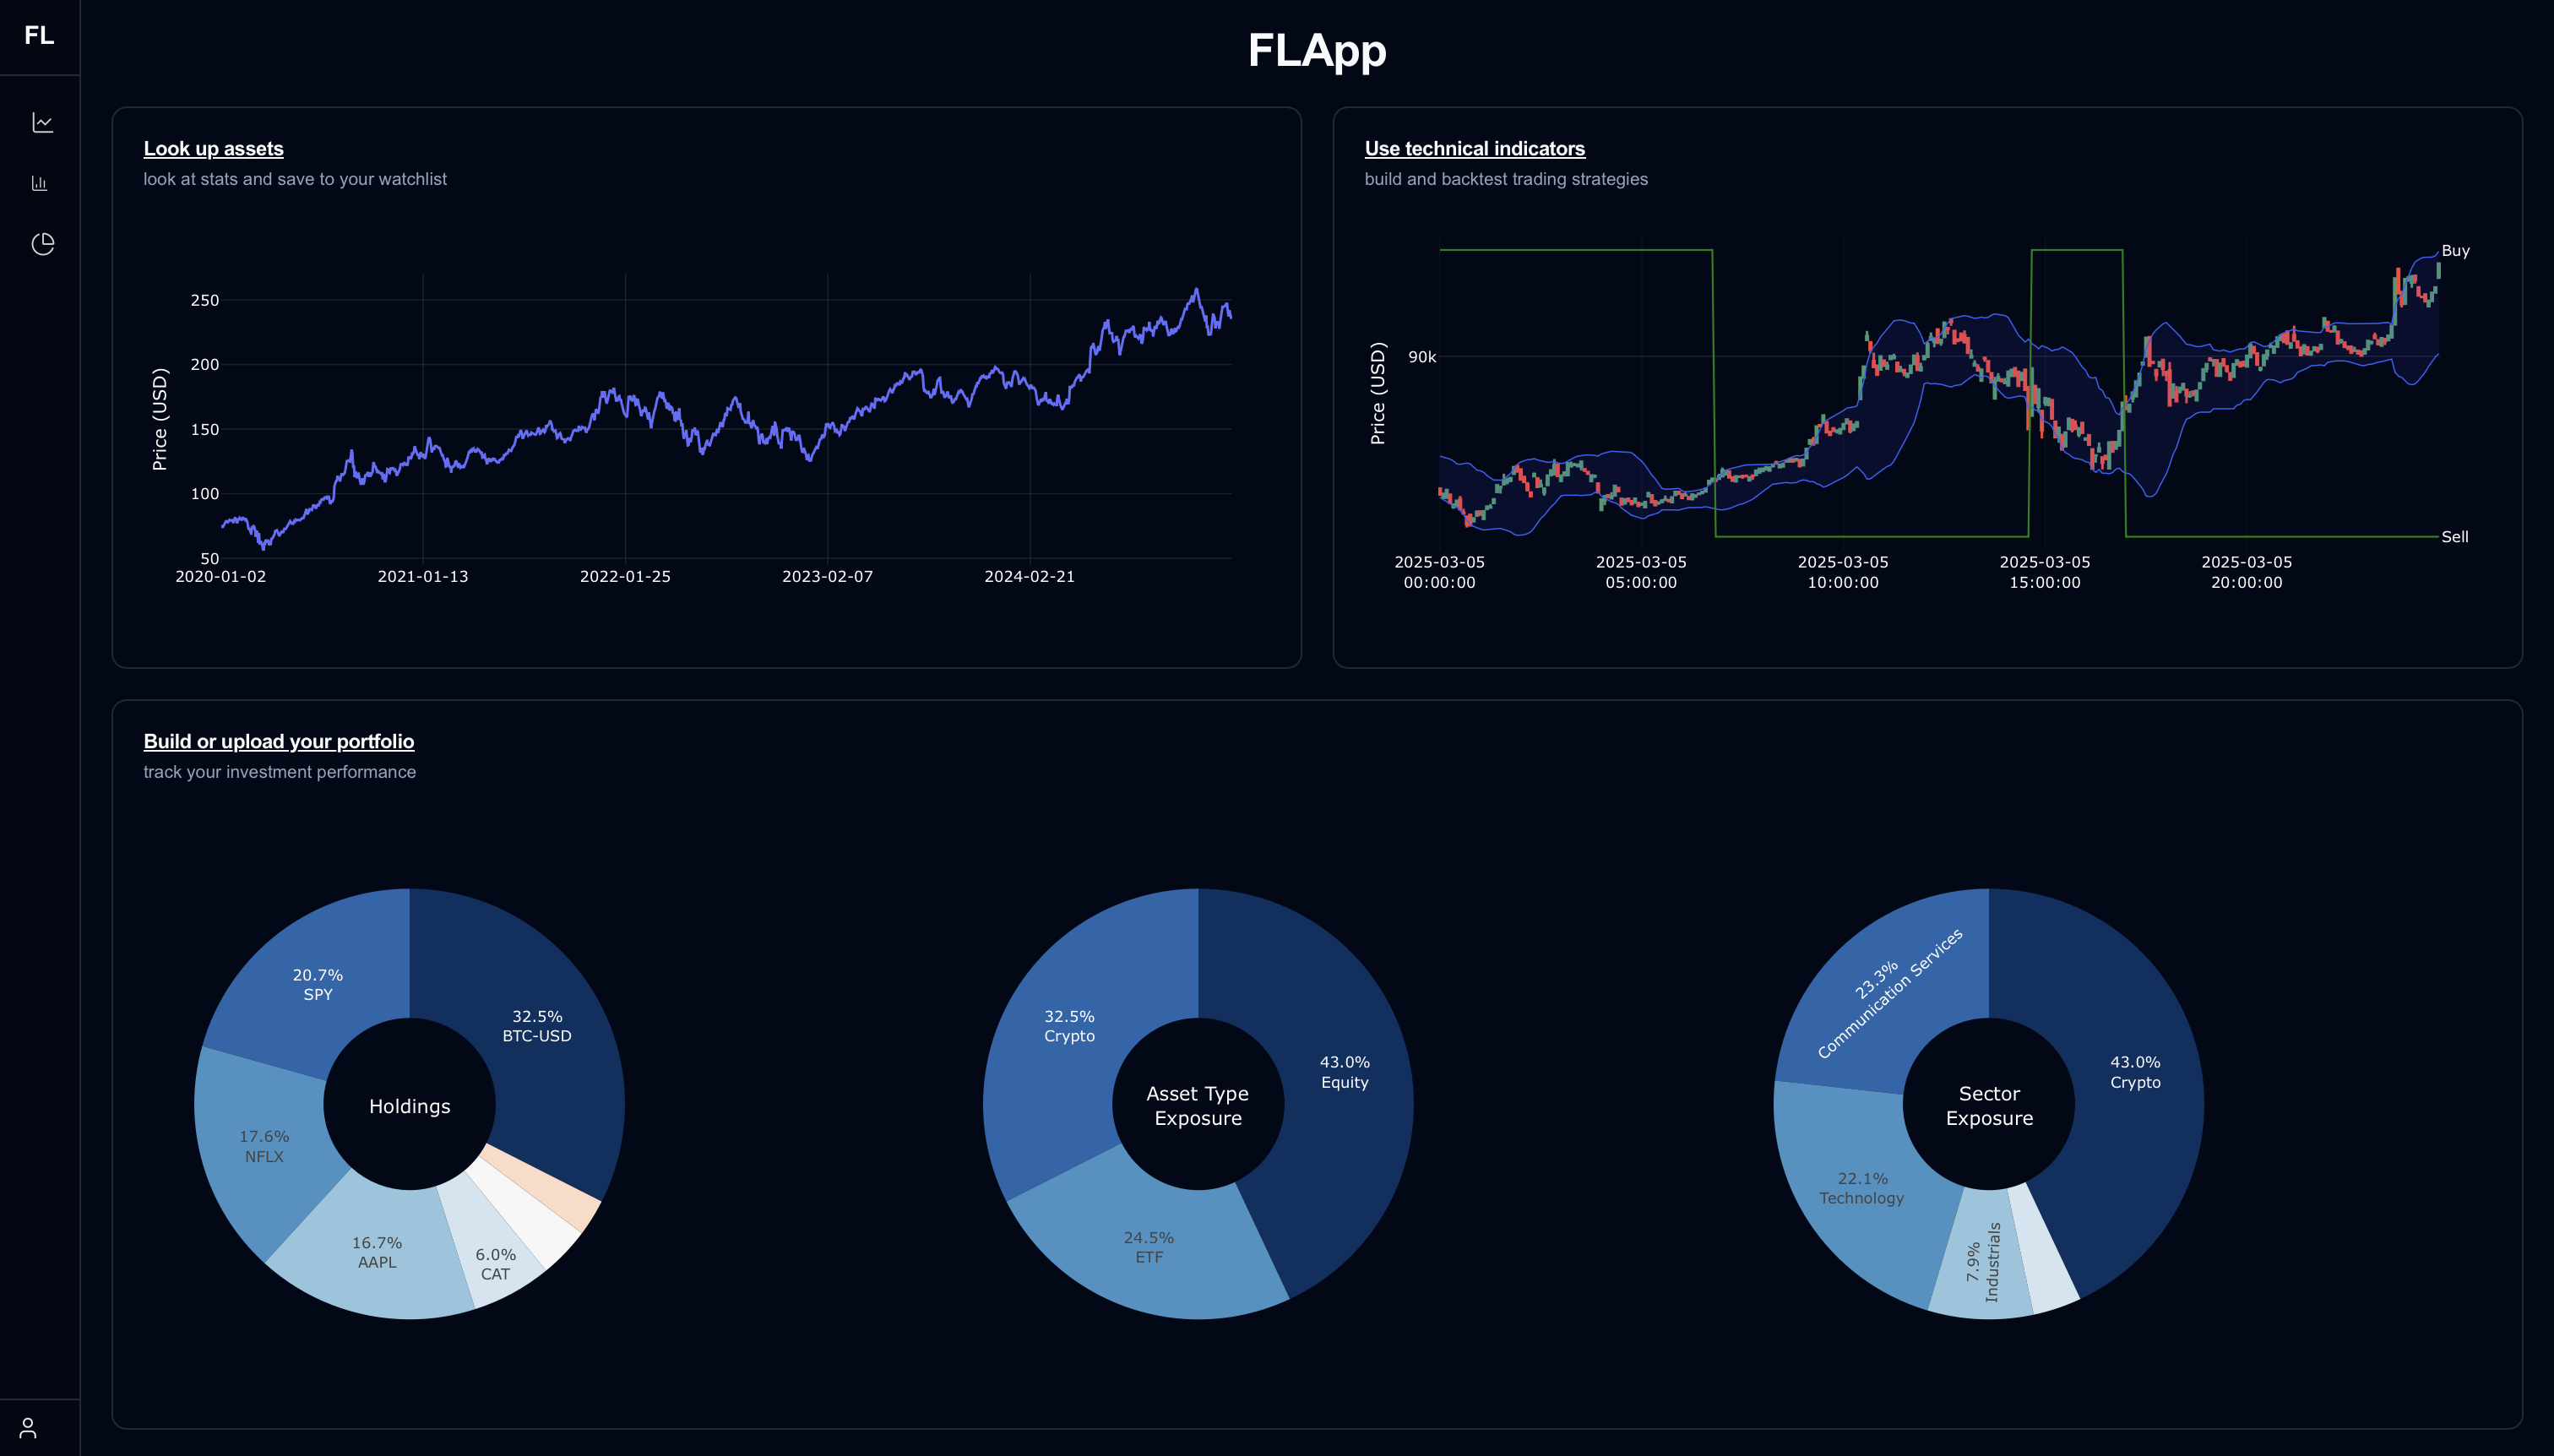 FL
FLApp
Look up assets
look at stats and save to your watchlist
Price (USD)
250
200
150
100
50
2020-01-02
2021-01-13
2022-01-25
2023-02-07
2024-02-21
Use technical indicators
build and backtest trading strategies
Price (USD)
90k
Buy
Sell
2025-03-05
00:00:00
2025-03-05
05:00:00
2025-03-05
10:00:00
2025-03-05
15:00:00
2025-03-05
20:00:00
Build or upload your portfolio
track your investment performance
20.7%
SPY
32.5%
BTC-USD
17.6%
NFLX
16.7%
AAPL
6.0%
CAT
Holdings
32.5%
Crypto
43.0%
Equity
24.5%
ETF
Asset Type
Exposure
23.3%
Communication Services
43.0%
Crypto
22.1%
Technology
7.9%
Industrials
Sector
Exposure